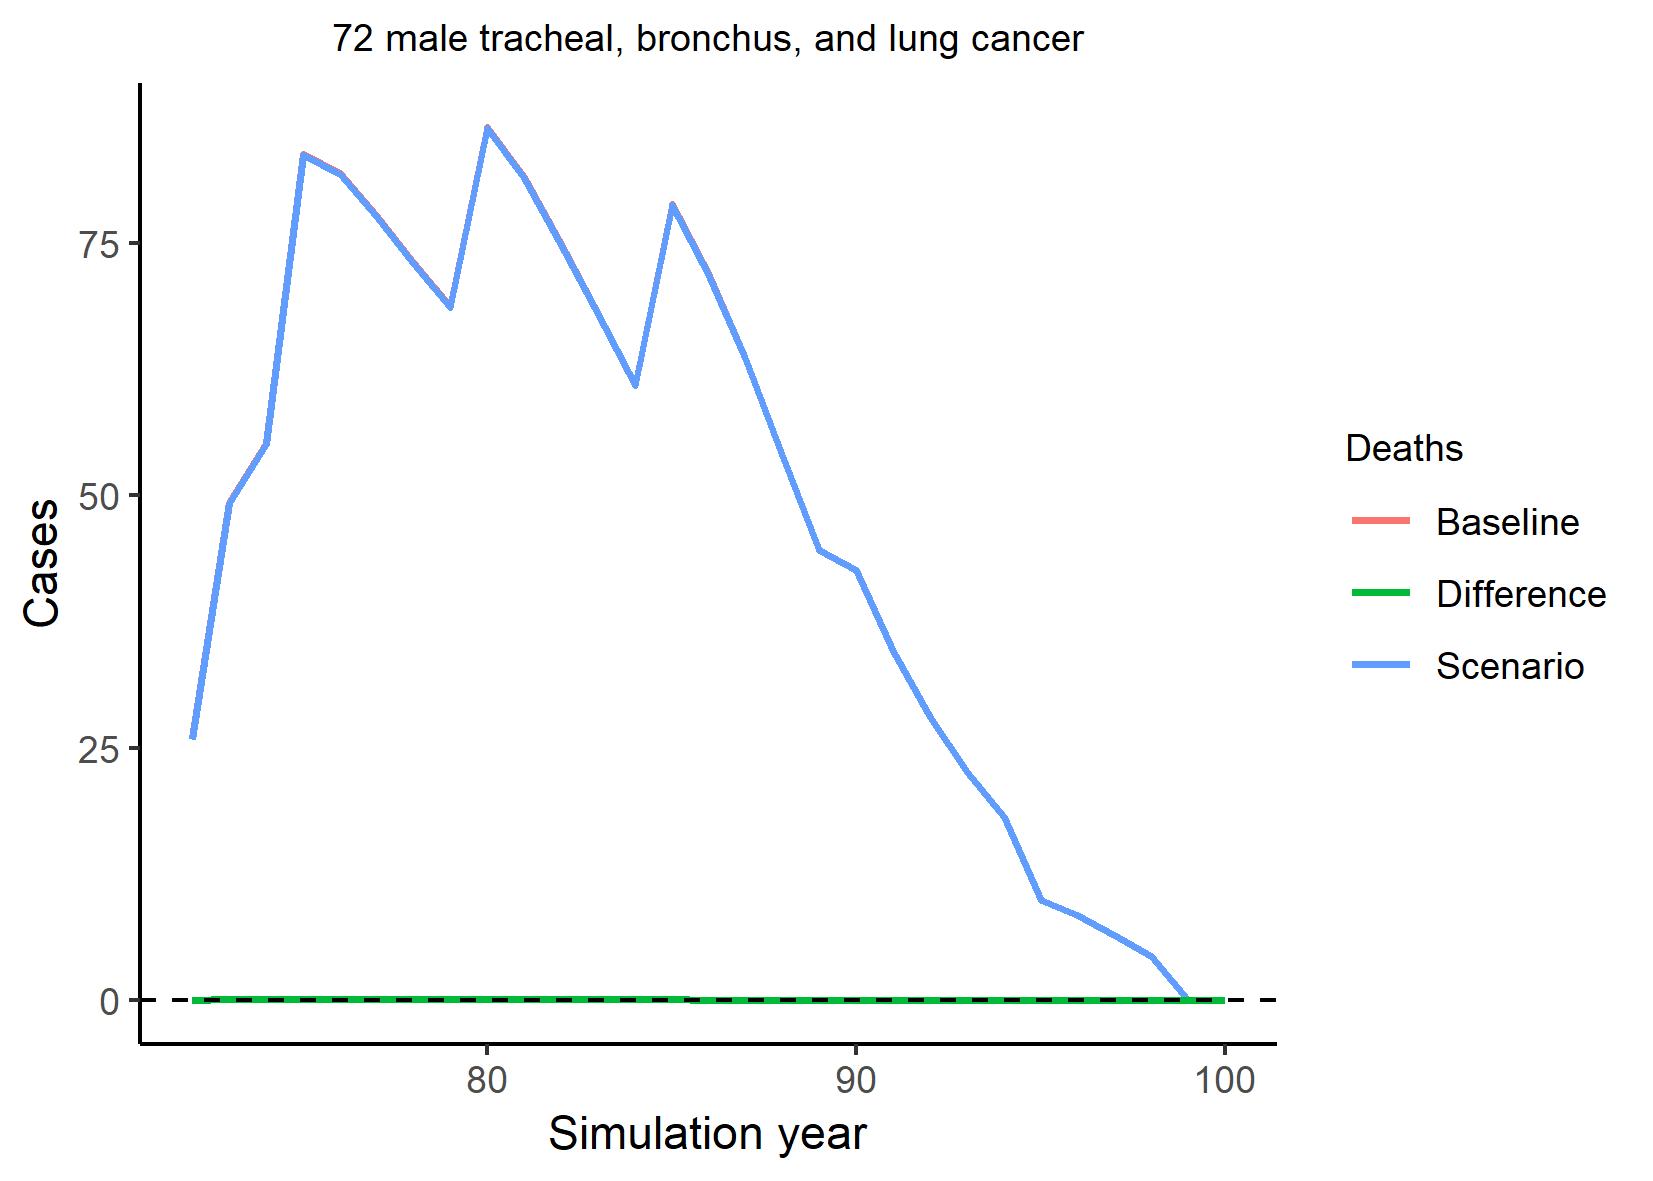 72 male tracheal, bronchus, and lung cancer
Cases
75
50
25
0
80
90
100
Simulation year
Deaths
Baseline
Difference
Scenario